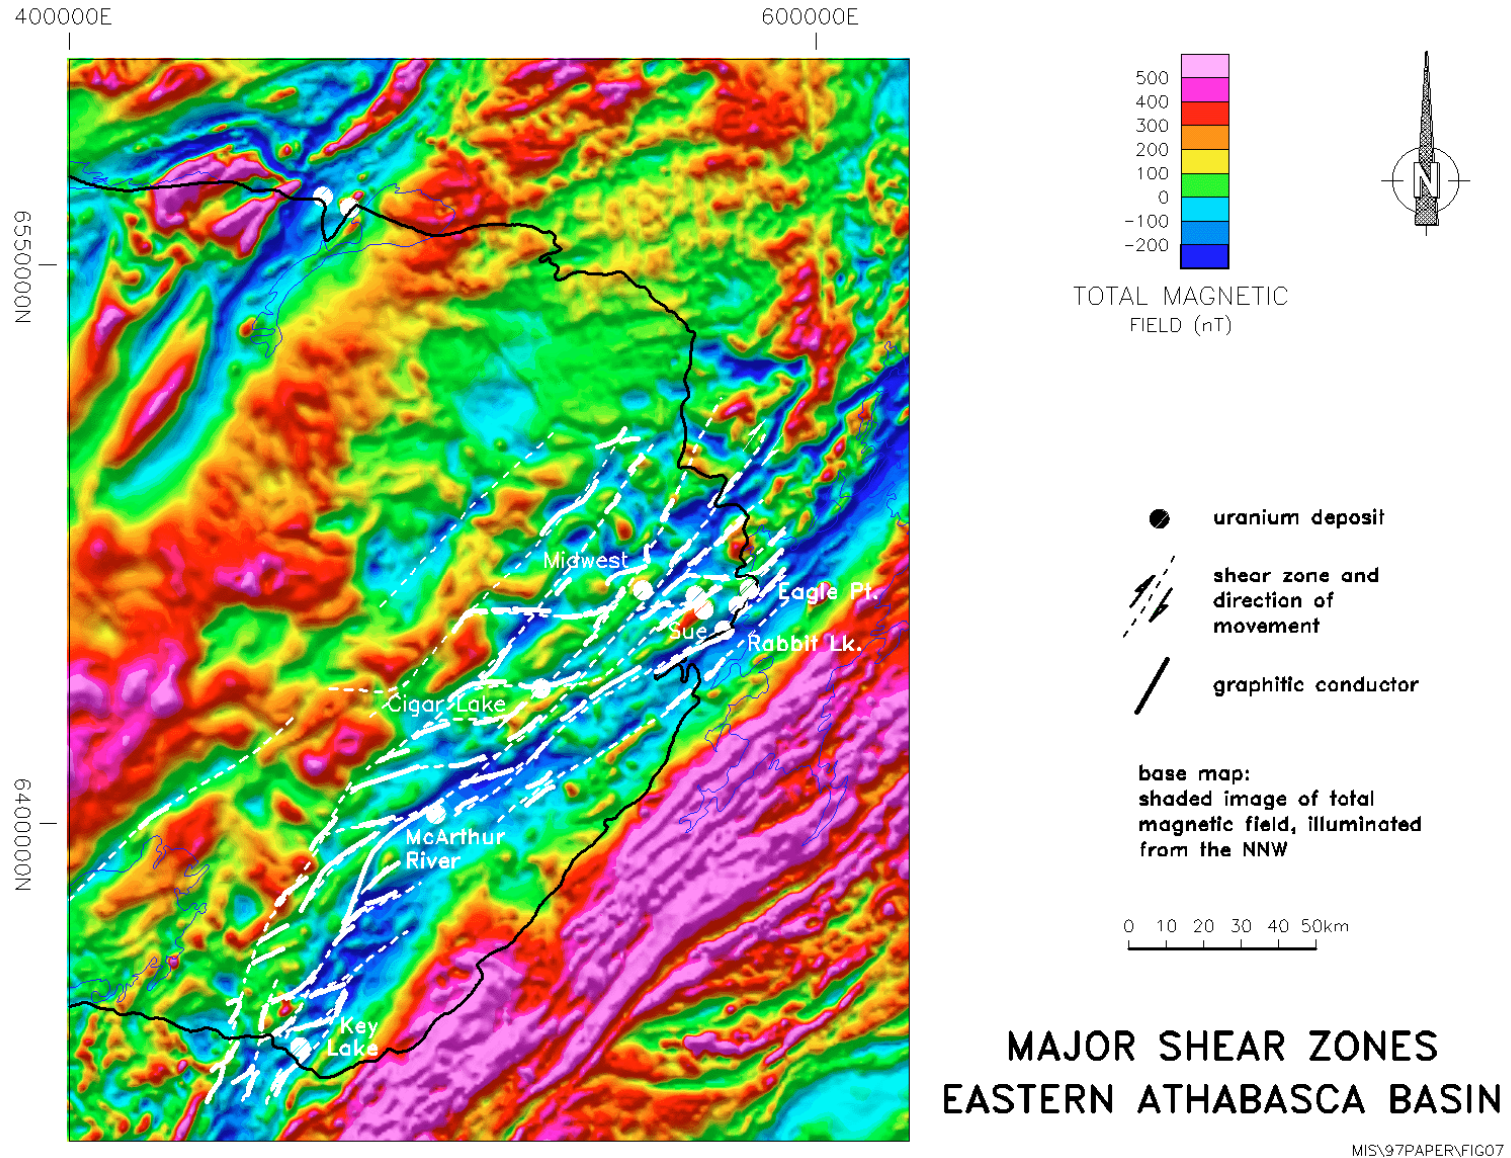 400000E
600000E
6550000N
6400000N
500
400
300
200
100
0
-100
-200
TOTAL MAGNETIC
FIELD (nT)
N
Midwest
Eagle Pt.
Sue
Rabbit Lk.
Cigar Lake
McArthur
River
Key
Lake
uranium deposit
shear zone and
direction of
movement
graphitic conductor
base map:
shaded image of total
magnetic field, illuminated
from the NNW
0 10 20 30 40 50km
MAJOR SHEAR ZONES
EASTERN ATHABASCA BASIN
MIS\97PAPER\FIG07